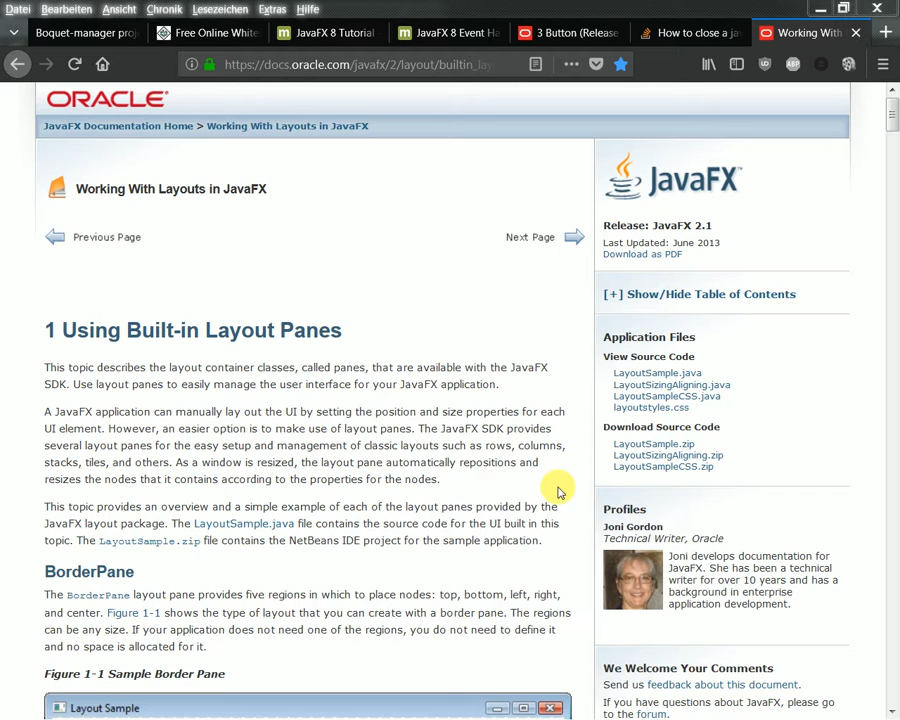 Datei Bearbeiten Ansicht Chronik Lesezeichen Extras Hilfe
Boquet-manager proj Free Online White JavaFX 8 Tutorial JavaFX 8 Event Ha 3 Button (Release How to close a ja Working With
https://docs.oracle.com/javafx/2/layout/builtin_lay
ORACLE
JavaFX Documentation Home > Working With Layouts in JavaFX
Working With Layouts in JavaFX
Previous Page Next Page
1 Using Built-in Layout Panes
This topic describes the layout container classes, called panes, that are available with the JavaFX
SDK. Use layout panes to easily manage the user interface for your JavaFX application.
A JavaFX application can manually lay out the UI by setting the position and size properties for each
UI element. However, an easier option is to make use of layout panes. The JavaFX SDK provides
several layout panes for the easy setup and management of classic layouts such as rows, columns,
stacks, tiles, and others. As a window is resized, the layout pane automatically repositions and
resizes the nodes that it contains according to the properties for the nodes.
This topic provides an overview and a simple example of each of the layout panes provided by the
JavaFX layout package. The LayoutSample.java file contains the source code for the UI built in this
topic. The LayoutSample.zip file contains the NetBeans IDE project for the sample application.
BorderPane
The BorderPane layout pane provides five regions in which to place nodes: top, bottom, left, right,
and center. Figure 1-1 shows the type of layout that you can create with a border pane. The regions
can be any size. If your application does not need one of the regions, you do not need to define it
and no space is allocated for it.
Figure 1-1 Sample Border Pane
Layout Sample
JavaFX™
Release: JavaFX 2.1
Last Updated: June 2013
Download as PDF
[+] Show/Hide Table of Contents
Application Files
View Source Code
LayoutSample.java
LayoutSizingAligning.java
LayoutSampleCSS.java
layoutstyles.css
Download Source Code
LayoutSample.zip
LayoutSizingAligning.zip
LayoutSampleCSS.zip
Profiles
Joni Gordon
Technical Writer, Oracle
Joni develops documentation for
JavaFX. She has been a technical
writer for over 10 years and has a
background in enterprise
application development.
We Welcome Your Comments
Send us feedback about this document.
If you have questions about JavaFX, please go
to the forum.